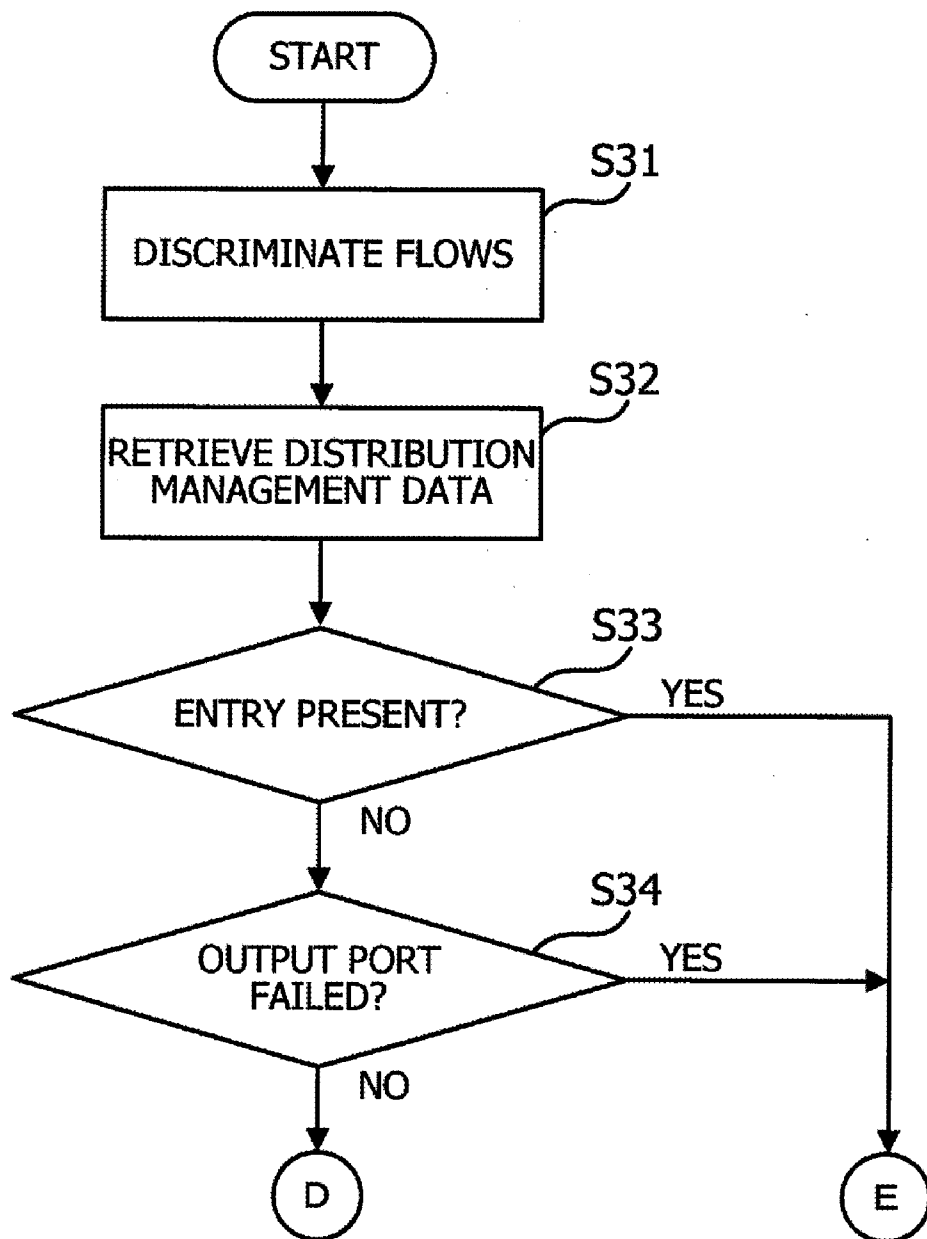 START
S31
DISCRIMINATE FLOWS
S32
RETRIEVE DISTRIBUTION
MANAGEMENT DATA
S33
ENTRY PRESENT?
YES
NO
S34
OUTPUT PORT
FAILED?
YES
NO
D
E